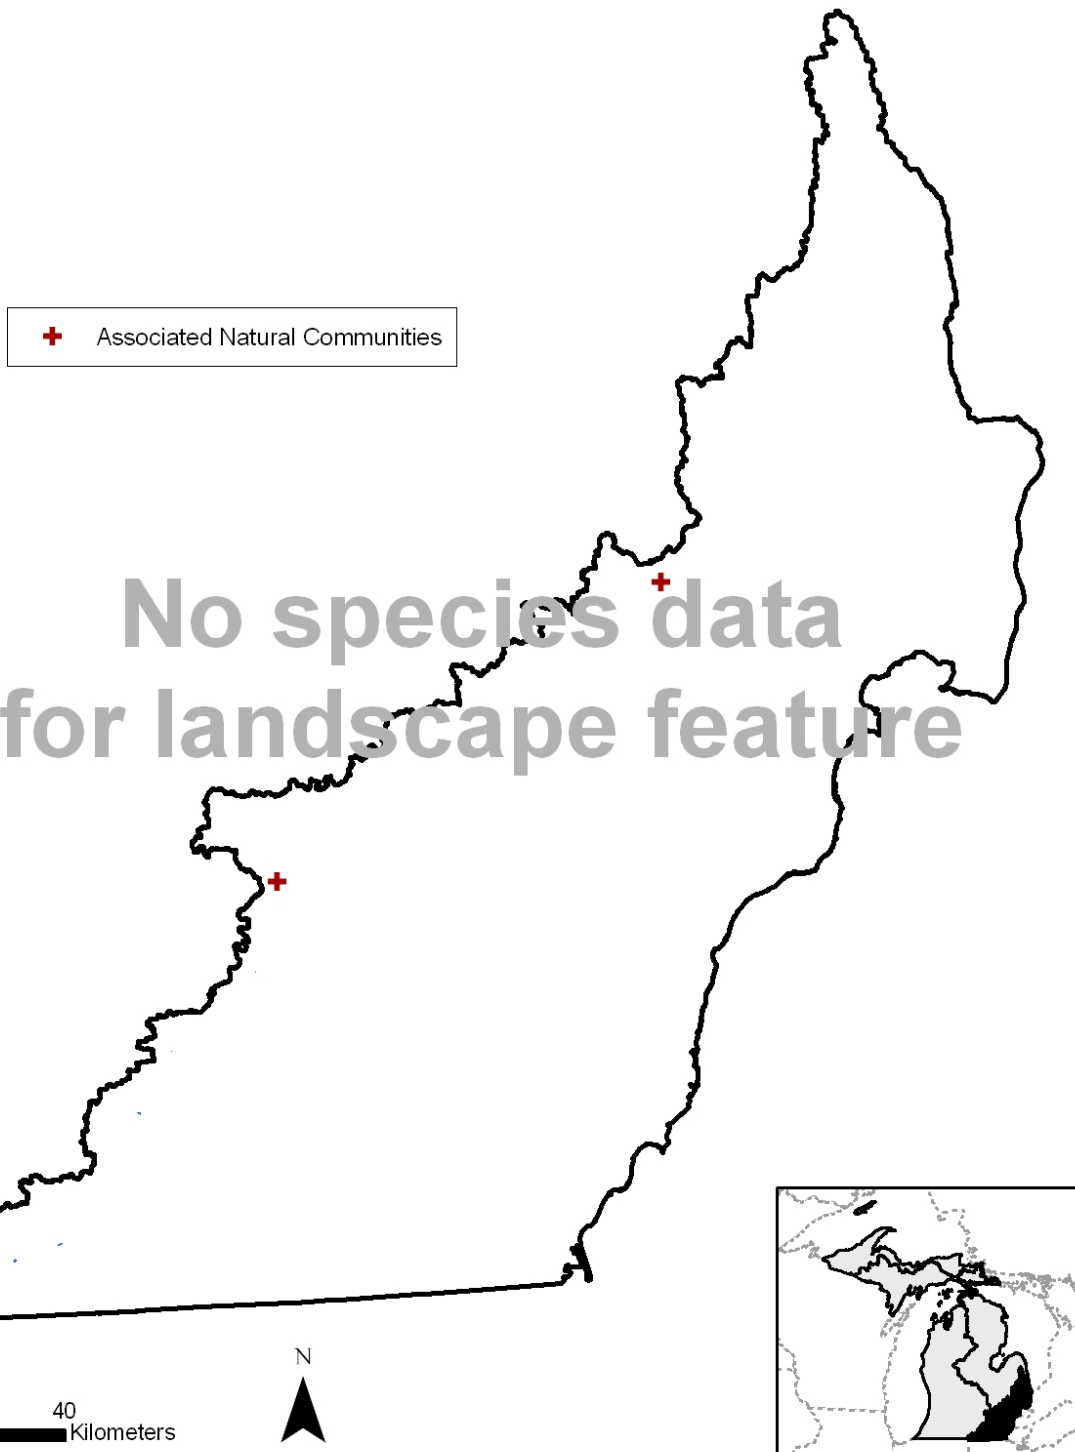 Associated Natural Communities
No species data
for landscape feature
N
40
Kilometers